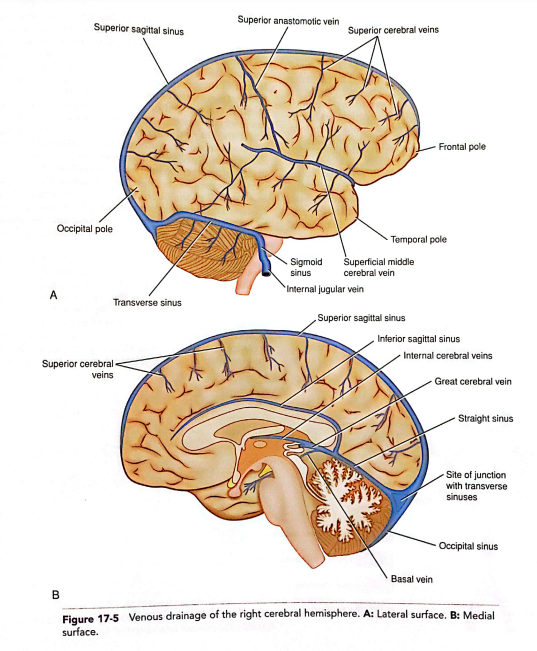 Superior anastomotic vein
Superior sagittal sinus
Superior cerebral veins
Frontal pole
Occipital pole
Temporal pole
Sigmoid
sinus
Superficial middle
cerebral vein
Internal jugular vein
A
Transverse sinus
Superior sagittal sinus
Inferior sagittal sinus
Internal cerebral veins
Superior cerebral
veins
Great cerebral vein
Straight sinus
Site of junction
with transverse
sinuses
Occipital sinus
Basal vein
B
Figure 17-5 Venous drainage of the right cerebral hemisphere. A: Lateral surface. B: Medial
surface.